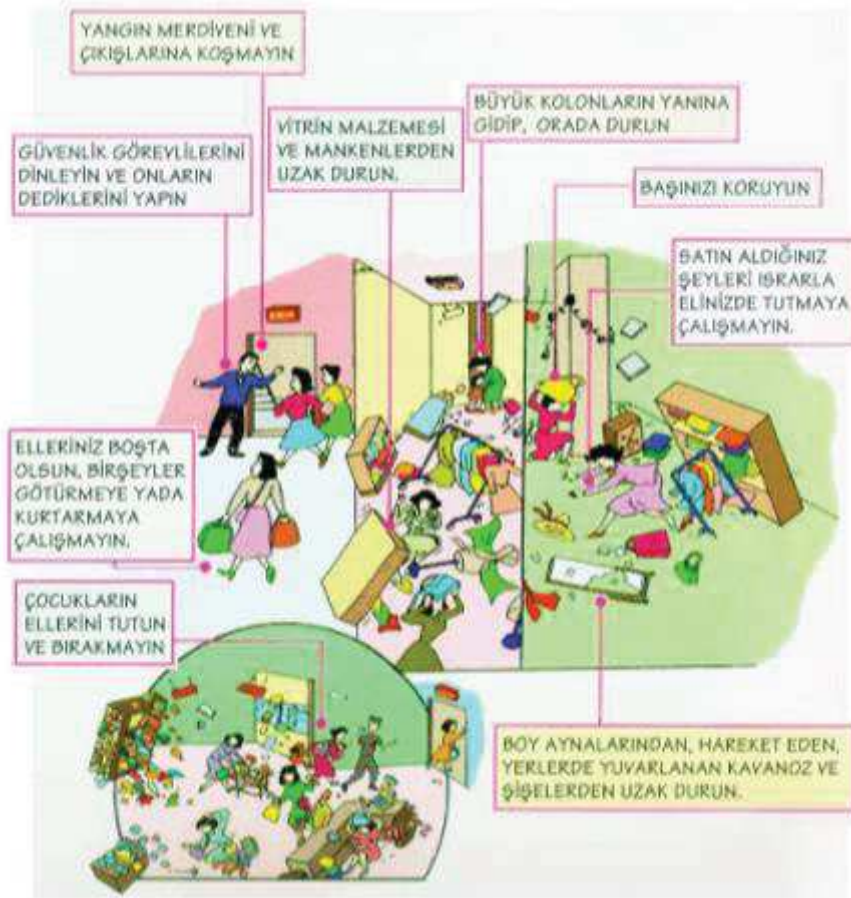 YANGIN MERDİVENİ VE
ÇIKIŞLARINA KOŞMAYIN
GÜVENLİK GÖREVLİLERİNİ
DİNLEYİN VE ONLARIN
DEDİKLERİNİ YAPIN
VİTRİN MALZEMESİ
VE MANKENLERDEN
UZAK DURUN.
BÜYÜK KOLONLARIN YANINA
GİDİP, ORADA DURUN
BAŞINIZI KORUYUN
SATIN ALDIĞINIZ
ŞEYLERİ ISRARLA
ELİNİZDE TUTMAYA
ÇALIŞMAYIN.
ELLERİNİZ BOŞTA
OLSUN, BİRŞEYLER
GÖTÜRMEYE YADA
KURTARMAYA
ÇALIŞMAYIN.
ÇOCUKLARIN
ELLERİNİ TUTUN
VE BIRAKMAYIN
BOY AYNALARINDAN, HAREKET EDEN,
YERLERDE YUVARLANAN KAVANOZ VE
ŞİŞELERDEN UZAK DURUN.